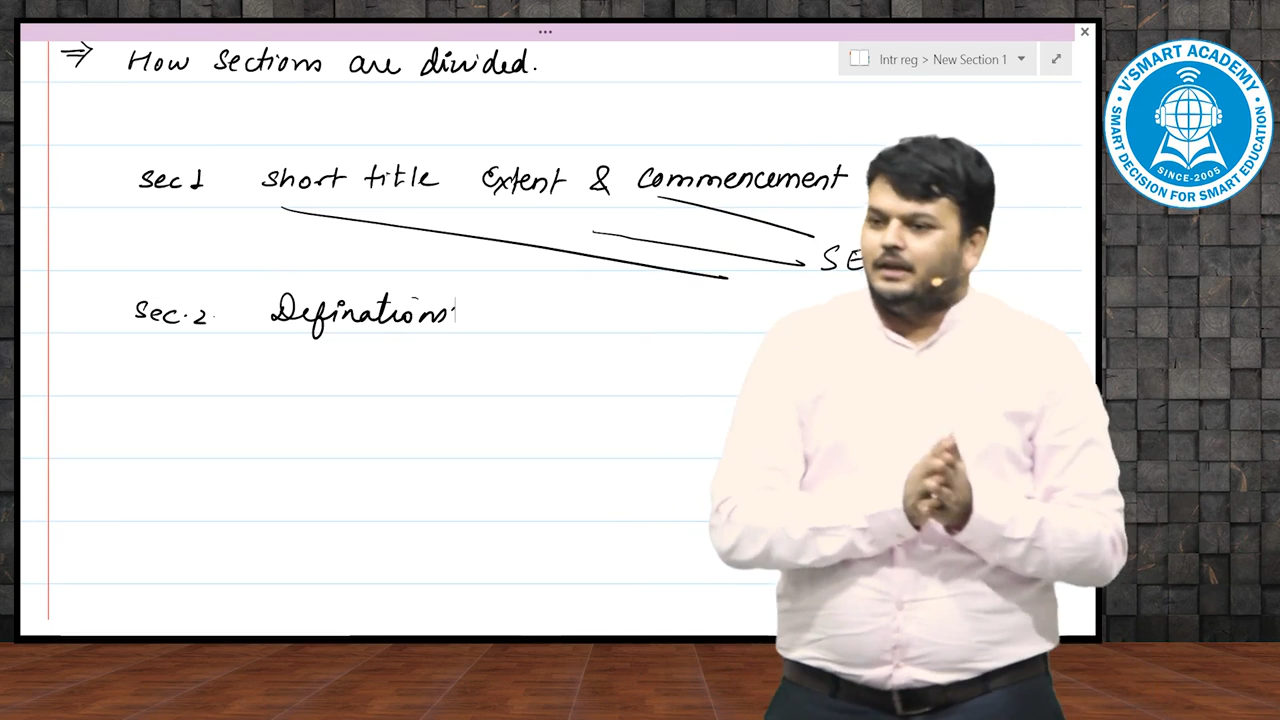 ⇒ How sections are divided.
Intr reg > New Section 1
sec 1 short title Extent & commencement
SE
sec. 2. Definations
V'SMART ACADEMY
SINCE-2005
SMART DECISION FOR SMART EDUCATION